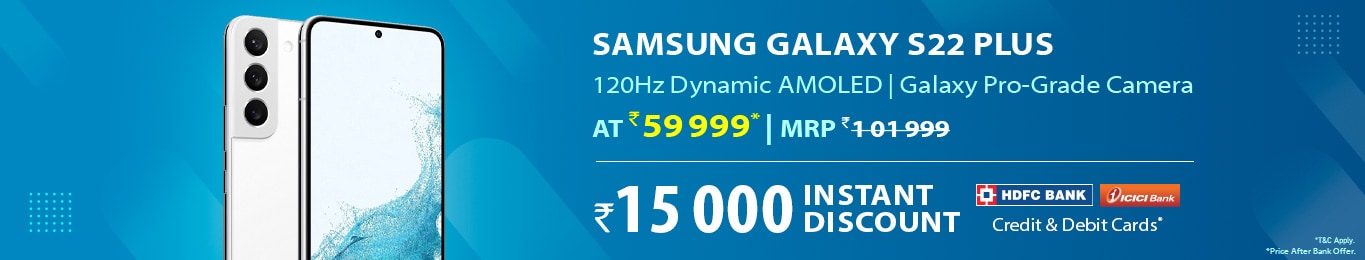 SAMSUNG GALAXY S22 PLUS
120Hz Dynamic AMOLED | Galaxy Pro-Grade Camera
AT ₹59 999* | MRP ₹1 01 999
₹15 000 INSTANT DISCOUNT
HDFC BANK ICICI Bank
Credit & Debit Cards*
*T&C Apply.
*Price After Bank Offer.